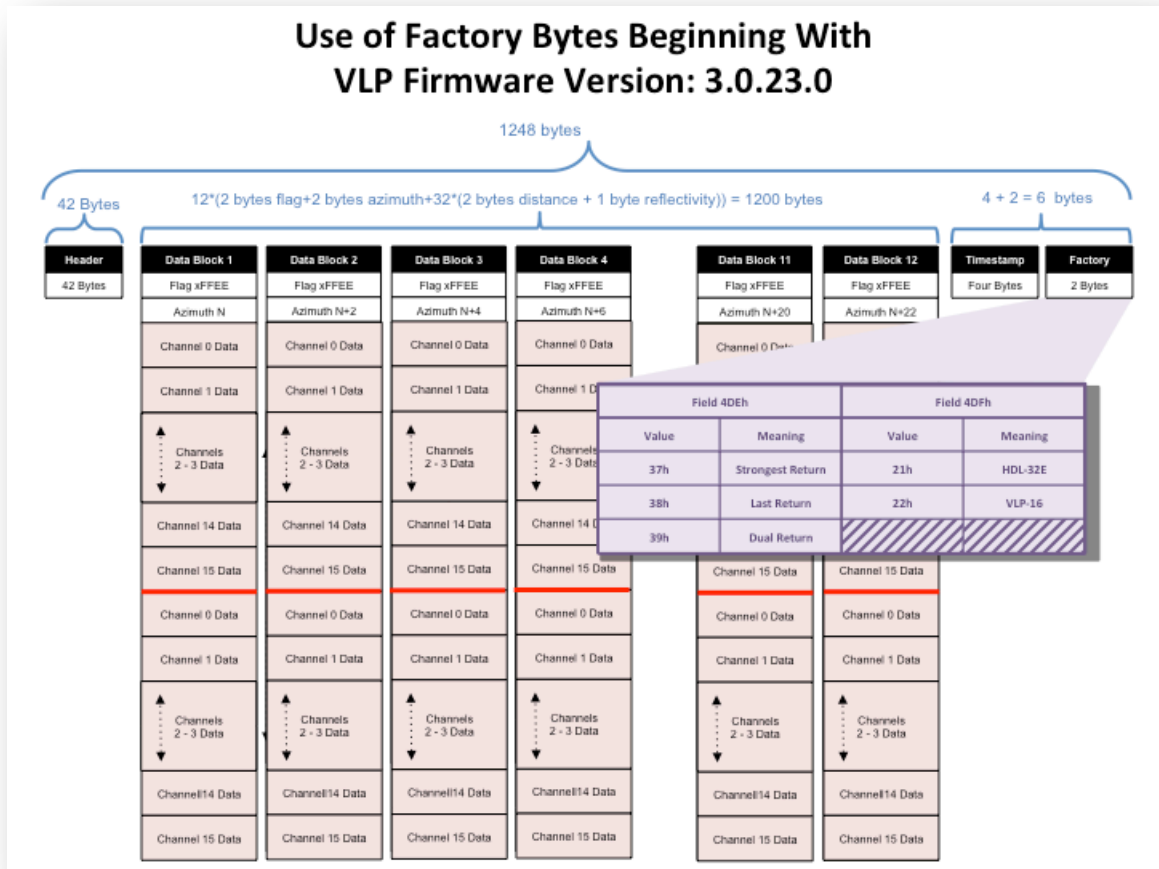 Use of Factory Bytes Beginning With
VLP Firmware Version: 3.0.23.0
1248 bytes
42 Bytes
12*(2 bytes flag+2 bytes azimuth+32*(2 bytes distance + 1 byte reflectivity)) = 1200 bytes
4 + 2 = 6 bytes
Header
42 Bytes
Data Block 1
Flag xFFEE
Azimuth N
Channel 0 Data
Channel 1 Data
Channels
2 - 3 Data
Channel 14 Data
Channel 15 Data
Channel 0 Data
Channel 1 Data
Channels
2 - 3 Data
Channell14 Data
Channel 15 Data
Data Block 2
Flag xFFEE
Azimuth N+2
Channel 0 Data
Channel 1 Data
Channels
2 - 3 Data
Channel 14 Data
Channel 15 Data
Channel 0 Data
Channel 1 Data
Channels
2 - 3 Data
Channell14 Data
Channel 15 Data
Data Block 3
Flag xFFEE
Azimuth N+4
Channel 0 Data
Channel 1 Data
Channels
2 - 3 Data
Channel 14 Data
Channel 15 Data
Channel 0 Data
Channel 1 Data
Channels
2 - 3 Data
Channell14 Data
Channel 15 Data
Data Block 4
Flag xFFEE
Azimuth N+6
Channel 0 Data
Channel 1 D
Channels
2 - 3 Data
Channel 14
Channel 15 Data
Channel 0 Data
Channel 1 Data
Channels
2 - 3 Data
Channell14 Data
Channel 15 Data
Data Block 11
Flag xFFEE
Azimuth N+20
Channel 0 Data
Channel 15 Data
Channel 0 Data
Channel 1 Data
Channels
2 - 3 Data
Channell14 Data
Channel 15 Data
Data Block 12
Flag xFFEE
Azimuth N+22
Channel 15 Data
Channel 0 Data
Channel 1 Data
Channels
2 - 3 Data
Channell14 Data
Channel 15 Data
Timestamp
Four Bytes
Factory
2 Bytes
Field 4DEh Field 4DFh
Value Meaning Value Meaning
37h Strongest Return 21h HDL-32E
38h Last Return 22h VLP-16
39h Dual Return